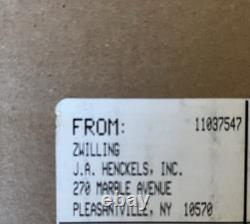 FROM: 11037547
ZWILLING
J.A. HENCKELS, INC.
270 MARBLE AVENUE
PLEASANTVILLE, NY 10570